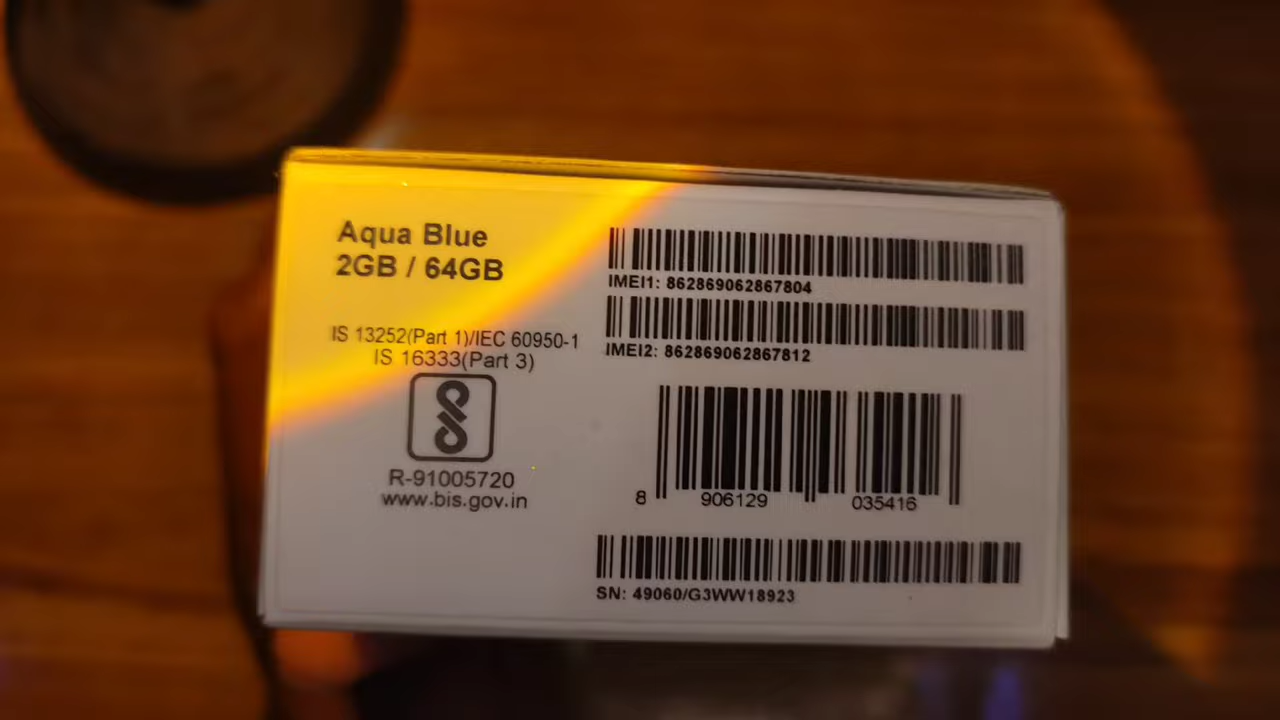 Aqua Blue
2GB / 64GB
IS 13252(Part 1)/IEC 60950-1
IS 16333(Part 3)
R-91005720
www.bis.gov.in
IMEI1: 862869062867804
IMEI2: 862869062867812
8 906129 035416
SN: 49060/G3WW18923